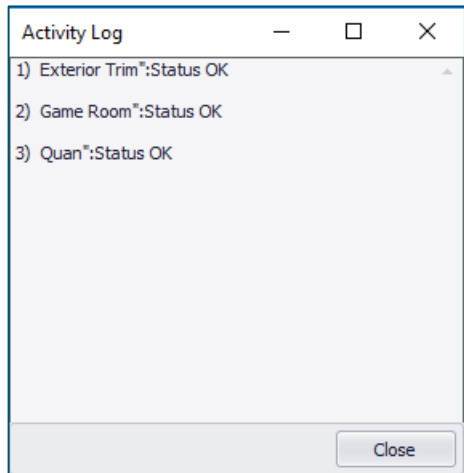 Activity Log
1) Exterior Trim":Status OK
2) Game Room":Status OK
3) Quan":Status OK
Close